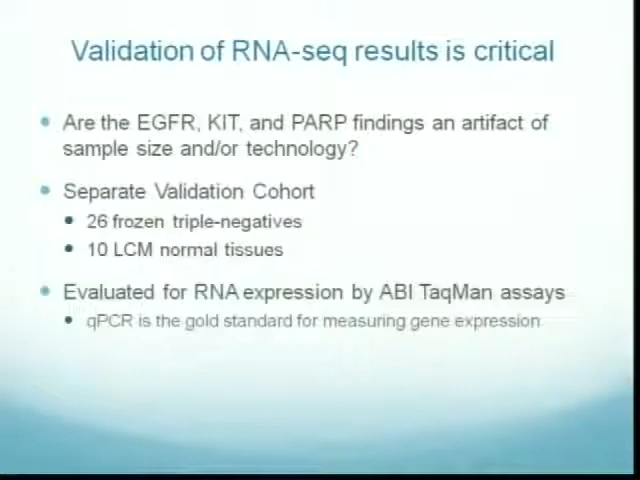 Validation of RNA-seq results is critical
Are the EGFR, KIT, and PARP findings an artifact of
sample size and/or technology?
Separate Validation Cohort
26 frozen triple-negatives
10 LCM normal tissues
Evaluated for RNA expression by ABI TaqMan assays
qPCR is the gold standard for measuring gene expression